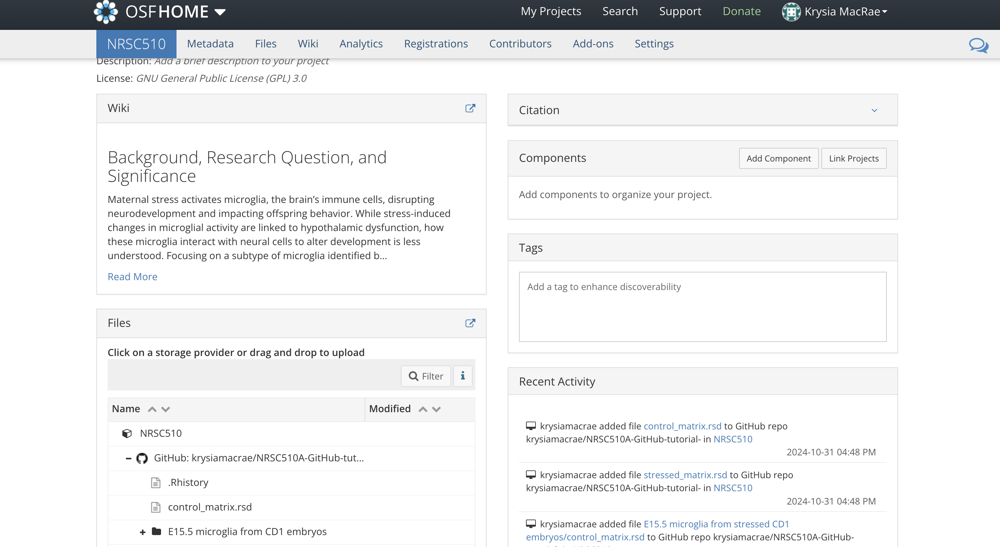 OSFHOME
My Projects Search Support Donate Krysia MacRae
NRSC510 Metadata Files Wiki Analytics Registrations Contributors Add-ons Settings
Description: Add a brief description to your project
License: GNU General Public License (GPL) 3.0
Wiki
Background, Research Question, and
Significance
Maternal stress activates microglia, the brain’s immune cells, disrupting
neurodevelopment and impacting offspring behavior. While stress-induced
changes in microglial activity are linked to hypothalamic dysfunction, how
these microglia interact with neural cells to alter development is less
understood. Focusing on a subtype of microglia identified b...
Read More
Files
Click on a storage provider or drag and drop to upload
Filter i
Name Modified
NRSC510
GitHub: krysiamacrae/NRSC510A-GitHub-tut...
.Rhistory
control_matrix.rsd
E15.5 microglia from CD1 embryos
Citation
Components Add Component Link Projects
Add components to organize your project.
Tags
Add a tag to enhance discoverability
Recent Activity
krysiamacrae added file control_matrix.rsd to GitHub repo
krysiamacrae/NRSC510A-GitHub-tutorial- in NRSC510
2024-10-31 04:48 PM
krysiamacrae added file stressed_matrix.rsd to GitHub repo
krysiamacrae/NRSC510A-GitHub-tutorial- in NRSC510
2024-10-31 04:48 PM
krysiamacrae added file E15.5 microglia from stressed CD1
embryos/control_matrix.rsd to GitHub repo krysiamacrae/NRSC510A-GitHub-